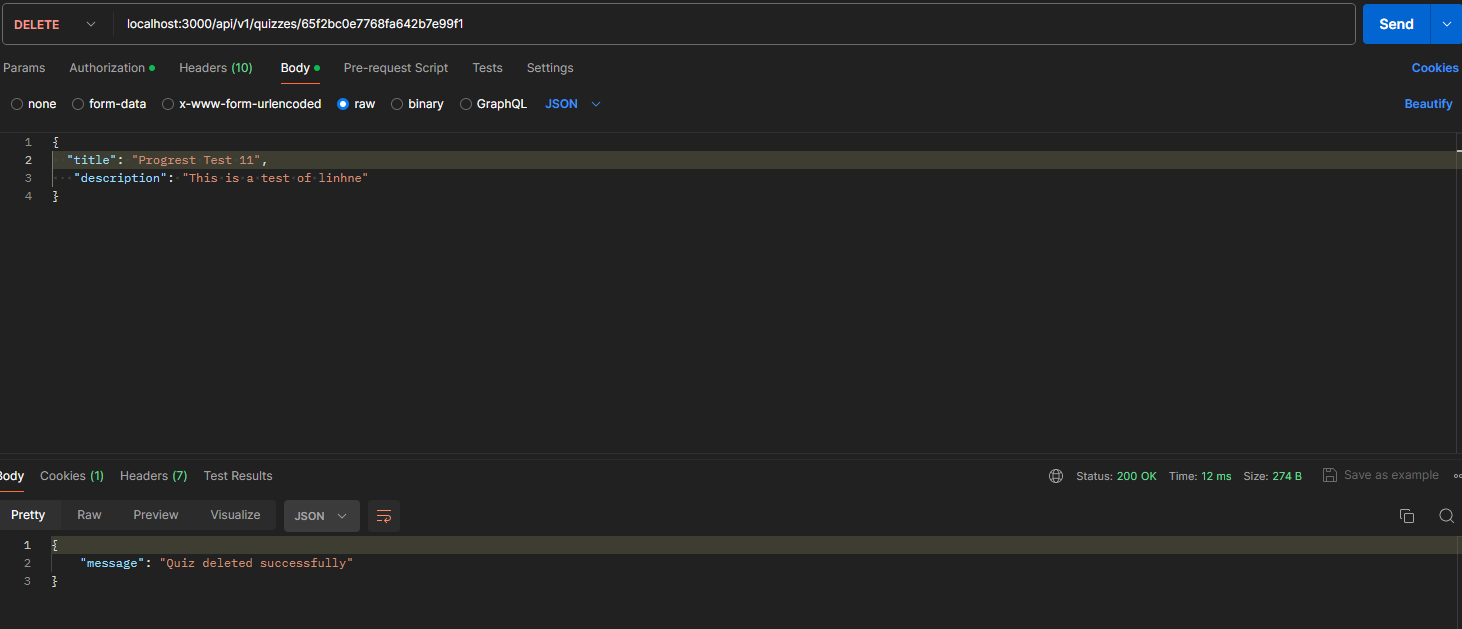 DELETE localhost:3000/api/v1/quizzes/65f2bc0e7768fa642b7e99f1 Send
Params Authorization Headers (10) Body Pre-request Script Tests Settings Cookies
none form-data x-www-form-urlencoded raw binary GraphQL JSON Beautify
1 {
2 "title": "Progrest Test 11",
3 "description": "This is a test of linhne"
4 }
Body Cookies (1) Headers (7) Test Results Status: 200 OK Time: 12 ms Size: 274 B Save as example
Pretty Raw Preview Visualize JSON
1 {
2 "message": "Quiz deleted successfully"
3 }